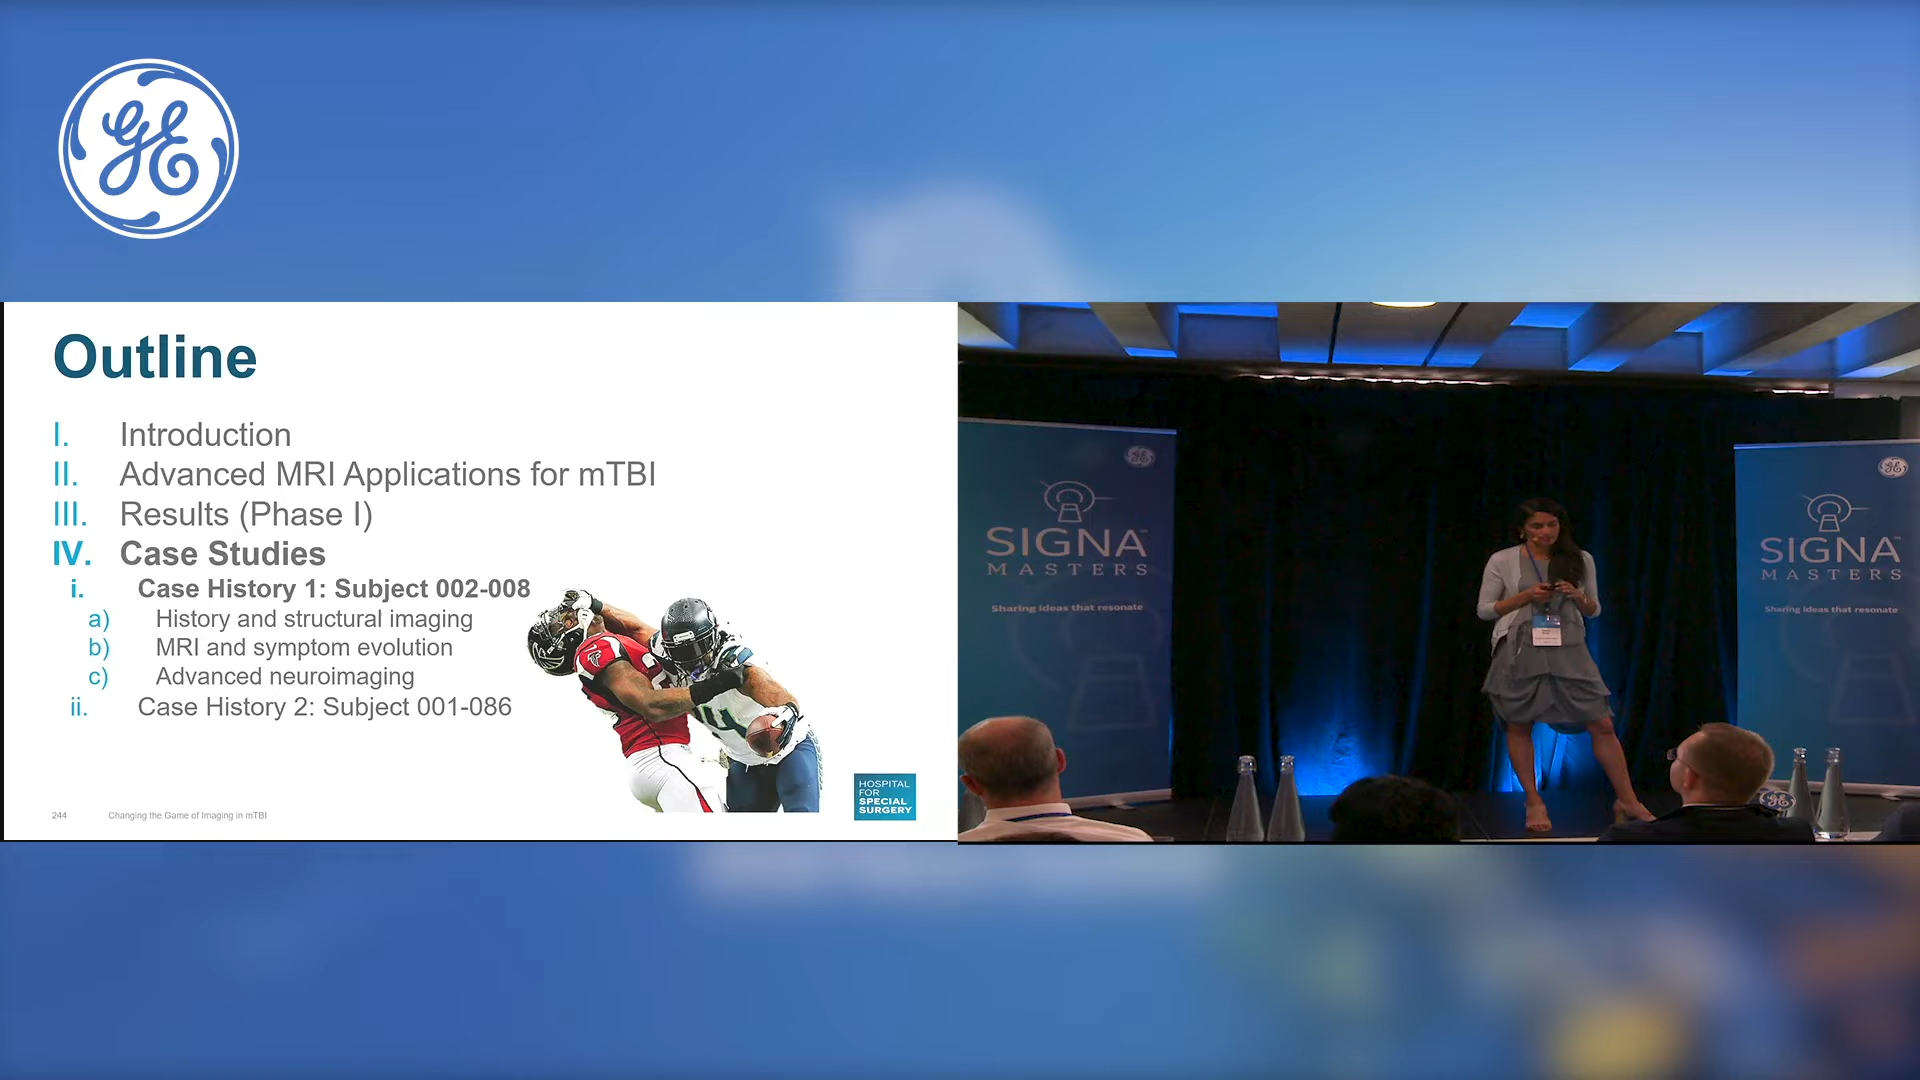 GE
Outline
I. Introduction
II. Advanced MRI Applications for mTBI
III. Results (Phase I)
IV. Case Studies
i. Case History 1: Subject 002-008
a) History and structural imaging
b) MRI and symptom evolution
c) Advanced neuroimaging
ii. Case History 2: Subject 001-086
HOSPITAL
FOR
SPECIAL
SURGERY
244 Changing the Game of Imaging in mTBI
SIGNA™
MASTERS
Sharing ideas that resonate
SIGNA™
MASTERS
Sharing ideas that resonate